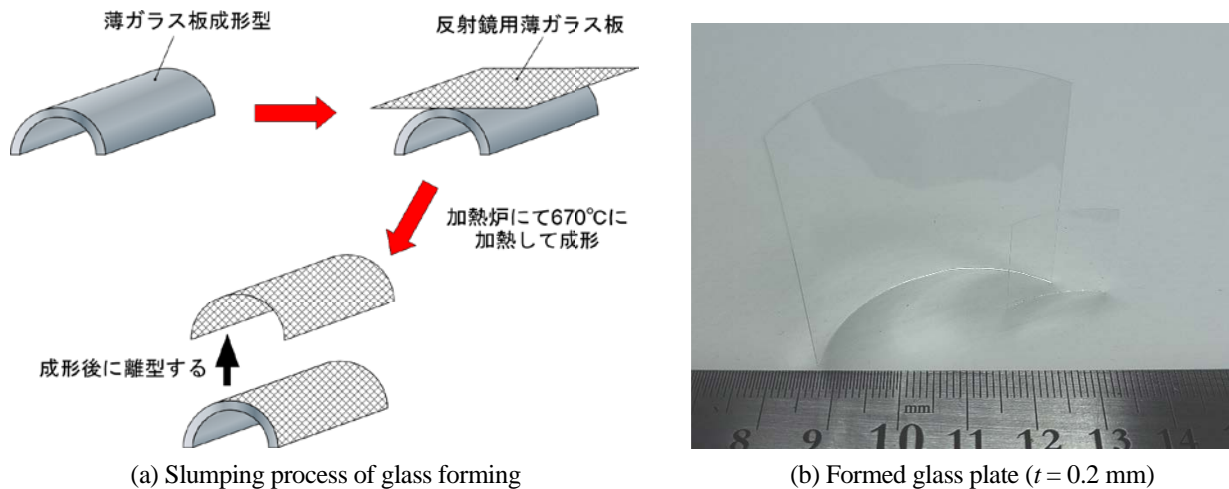 薄ガラス板成形型
反射鏡用薄ガラス板
加熱炉にて670℃に
加熱して成形
成形後に離型する
mm
8 9 10 11 12 13 14
(a) Slumping process of glass forming
(b) Formed glass plate (t = 0.2 mm)